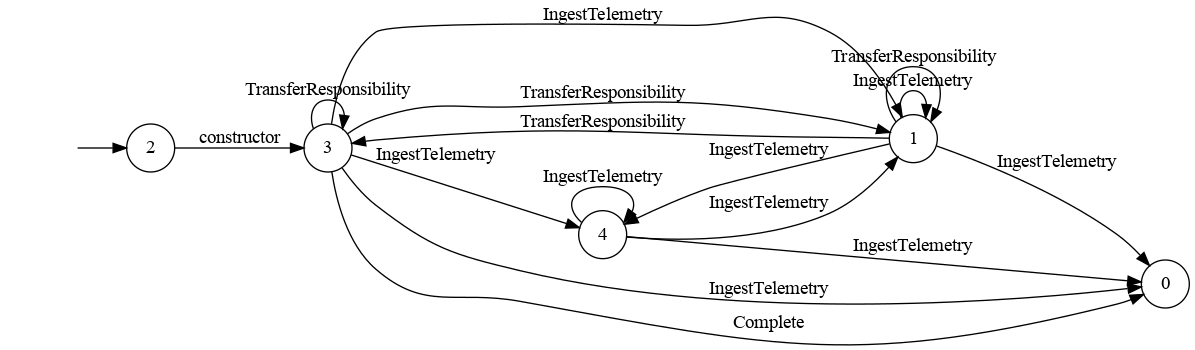 IngestTelemetry
TransferResponsibility
IngestTelemetry
TransferResponsibility
TransferResponsibility
TransferResponsibility
2
constructor
3
1
IngestTelemetry
IngestTelemetry
IngestTelemetry
IngestTelemetry
IngestTelemetry
4
IngestTelemetry
IngestTelemetry
0
Complete